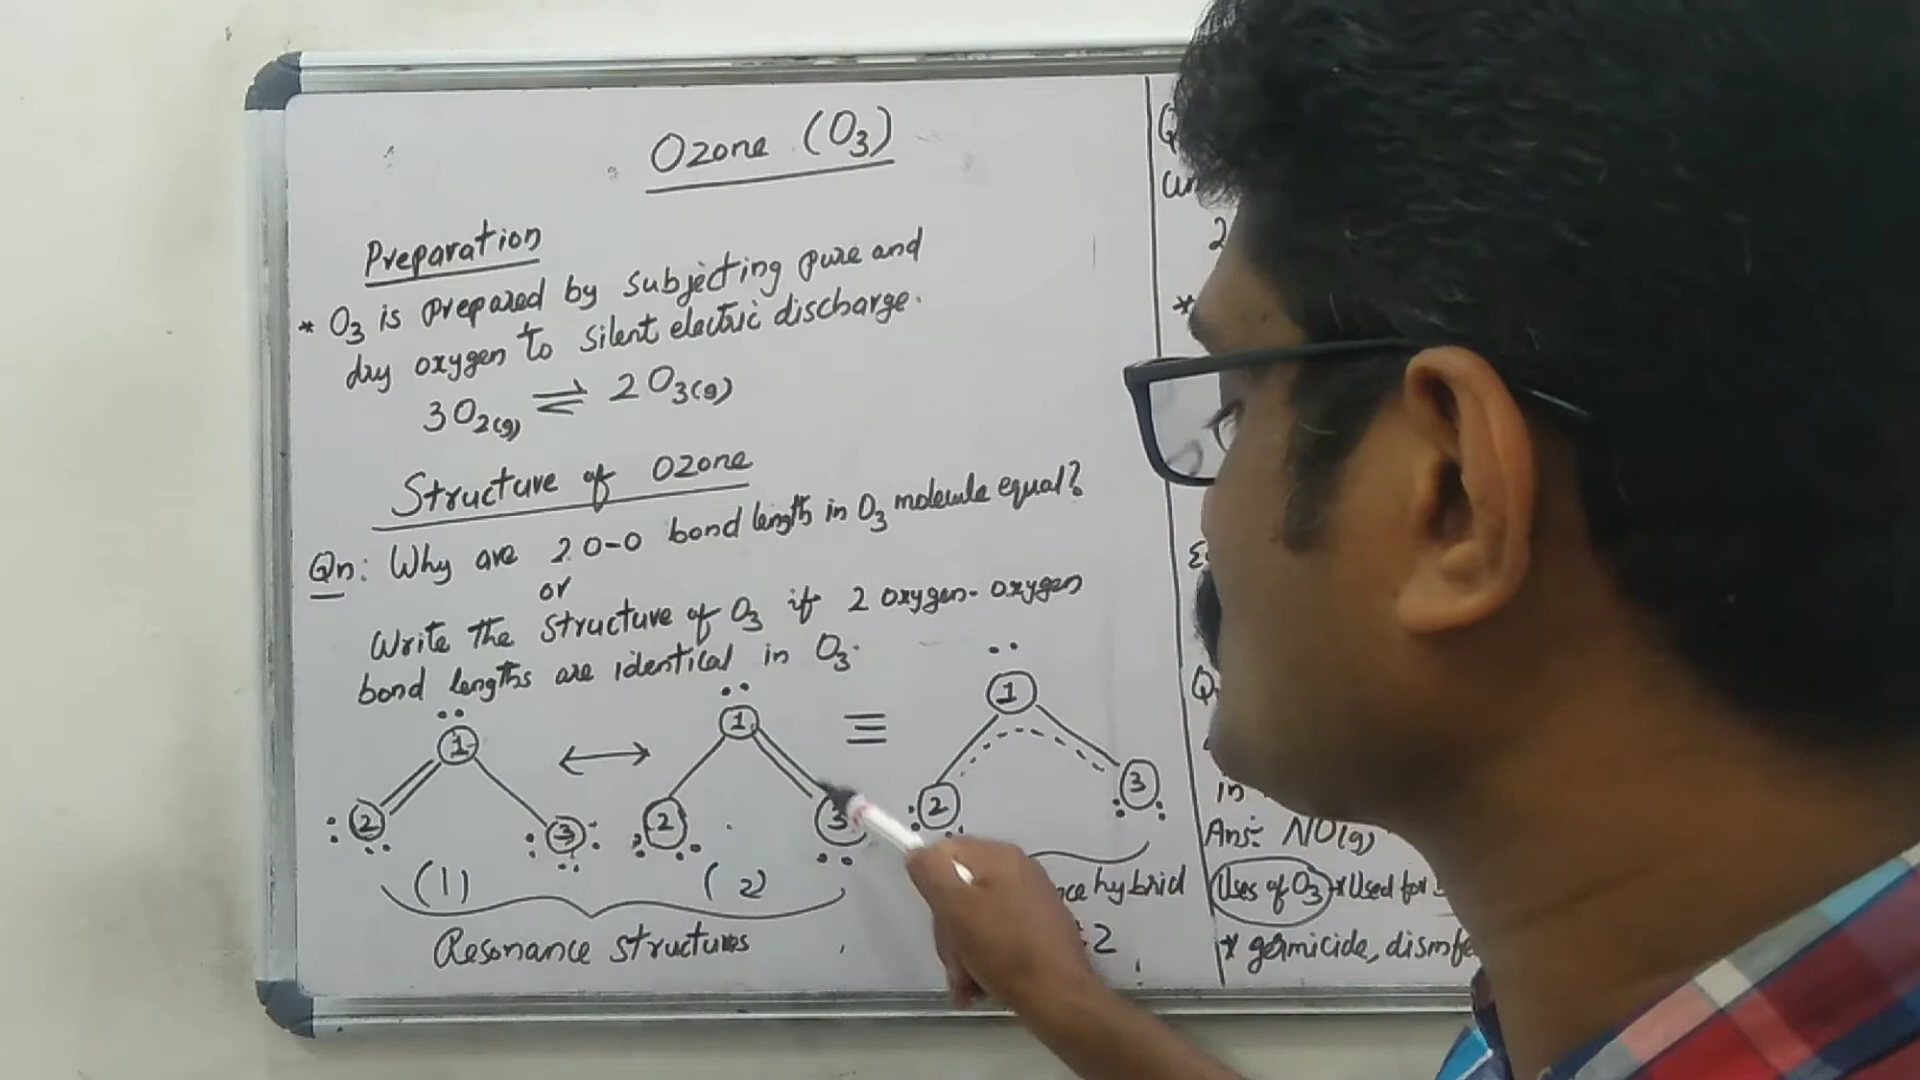 Ozone (O3)
Preparation
* O3 is prepared by subjecting pure and
dry oxygen to silent electric discharge.
3O2(g) ⇌ 2O3(g)
Structure of Ozone
Qn: Why are 2 O-O bond length in O3 molecule equal?
or
Write the structure of O3 if 2 oxygen-oxygen
bond lengths are identical in O3.
1 ↔ 1 ≡ 1
2 3 2 3 2 3
(1) (2)
Resonance structures
hybrid
2
2
*
in
Ans: NO(g)
Uses of O3 * Used for
* germicide,